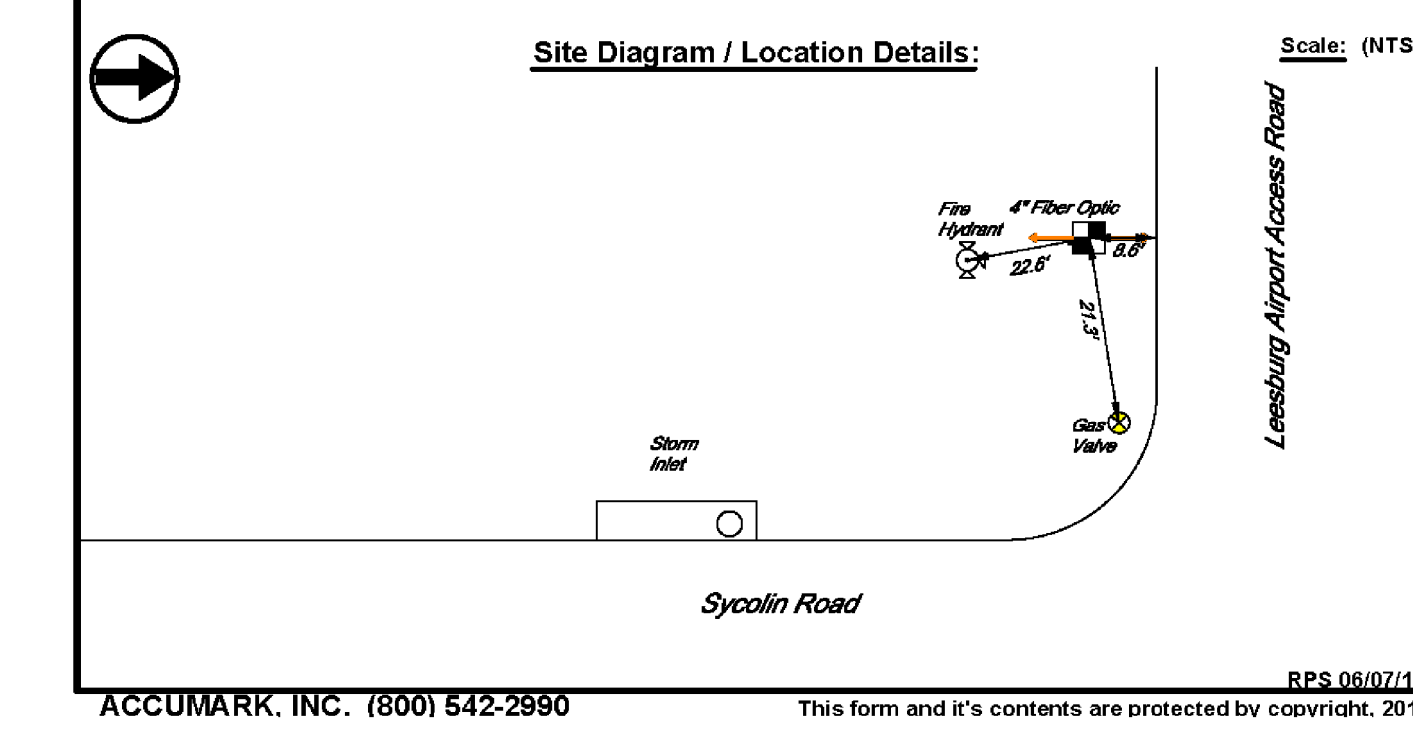 Site Diagram / Location Details:
Scale: (NTS
Leesburg Airport Access Road
Fire
Hydrant
4" Fiber Optic
22.6'
8.6'
21.3'
Gas
Valve
Storm
Inlet
Sycolin Road
RPS 06/07/1
ACCUMARK, INC. (800) 542-2990
This form and it's contents are protected by copyright, 201